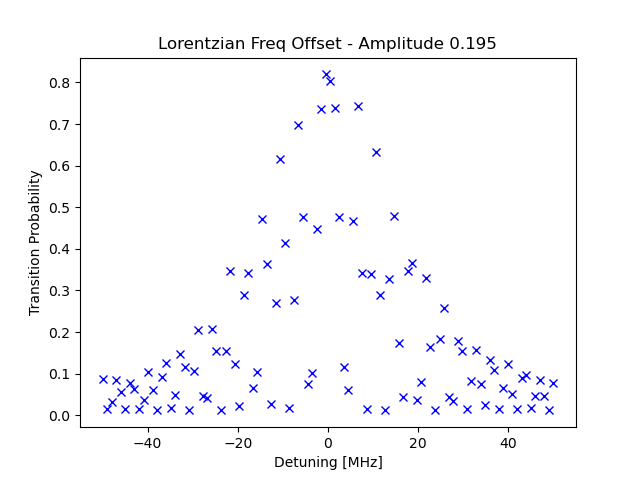 Lorentzian Freq Offset - Amplitude 0.195
Transition Probability
0.8
0.7
0.6
0.5
0.4
0.3
0.2
0.1
0.0
−40 −20 0 20 40
Detuning [MHz]